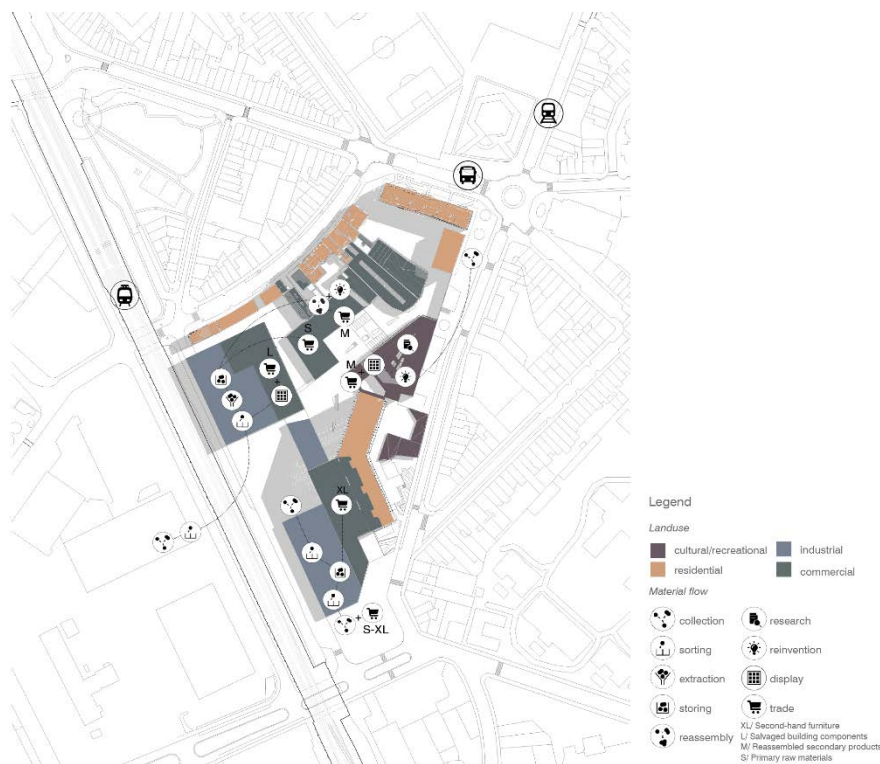 M
S
L
M
XL
S-XL
Legend
Landuse
cultural/recreational
industrial
residential
commercial
Material flow
collection
research
sorting
reinvention
extraction
display
storing
trade
reassembly
XL/ Second-hand furniture
L/ Salvaged building components
M/ Reassembled secondary products
S/ Primary raw materials